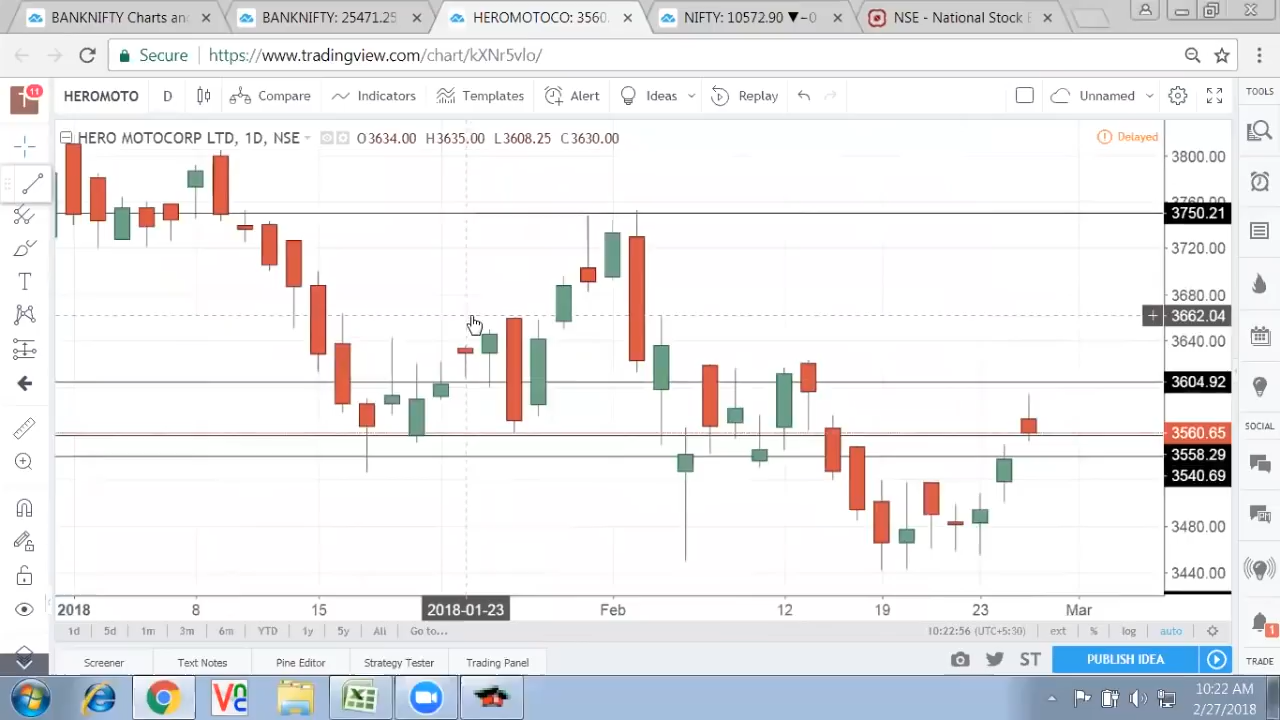 BANKNIFTY Charts an
BANKNIFTY: 25471.25
HEROMOTOCO: 3560.
NIFTY: 10572.90 ▼−0
NSE - National Stock
Secure
https://www.tradingview.com/chart/kXNr5vlo/
11
HEROMOTO
D
Compare
Indicators
Templates
Alert
Ideas
Replay
Unnamed
TOOLS
HERO MOTOCORP LTD, 1D, NSE
O3634.00 H3635.00 L3608.25 C3630.00
Delayed
3800.00
3760.00
3750.21
3720.00
3680.00
3662.04
3640.00
3604.92
3560.65
3558.29
3540.69
3480.00
3440.00
SOCIAL
2018
8
15
2018-01-23
Feb
12
19
23
Mar
1d
5d
1m
3m
6m
YTD
1y
5y
All
Go to...
10:22:56 (UTC+5:30)
ext
%
log
auto
1
Screener
Text Notes
Pine Editor
Strategy Tester
Trading Panel
ST
PUBLISH IDEA
TRADE
10:22 AM
2/27/2018